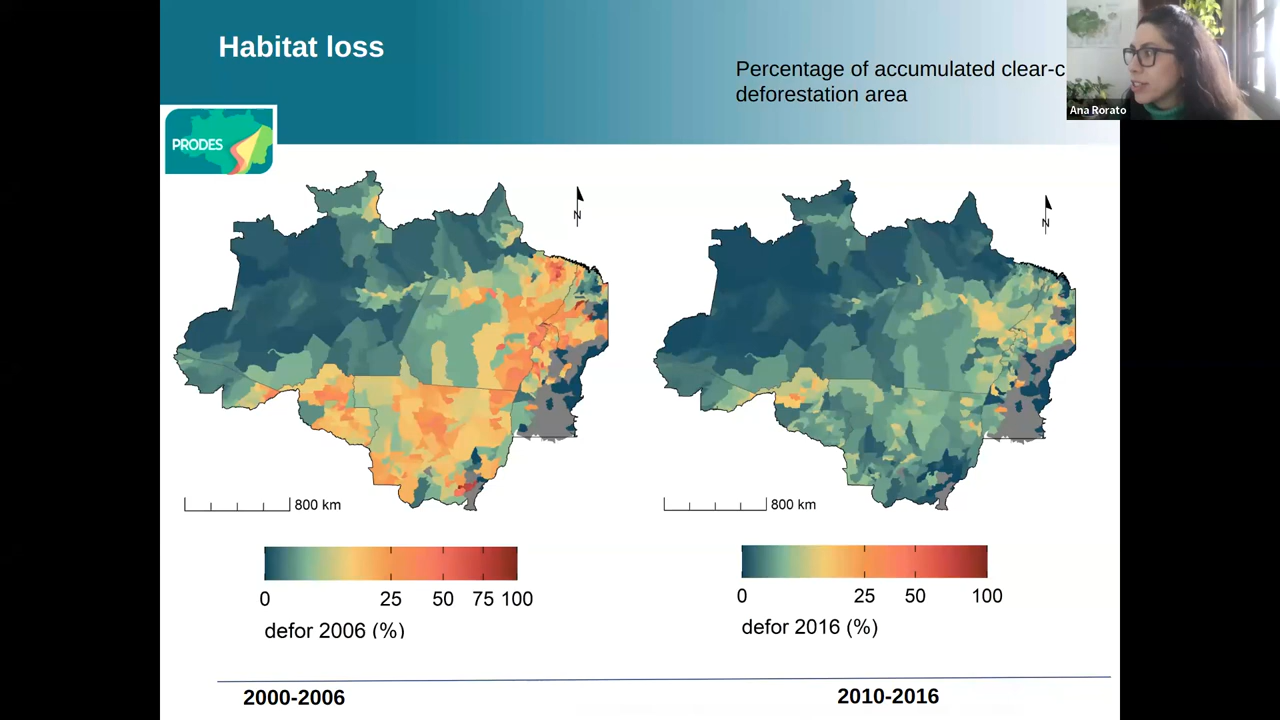 Habitat loss
Percentage of accumulated clear-c
deforestation area
Ana Rorato
PRODES
N
N
800 km
800 km
0 25 50 75 100
defor 2006 (%)
0 25 50 100
defor 2016 (%)
2000-2006
2010-2016